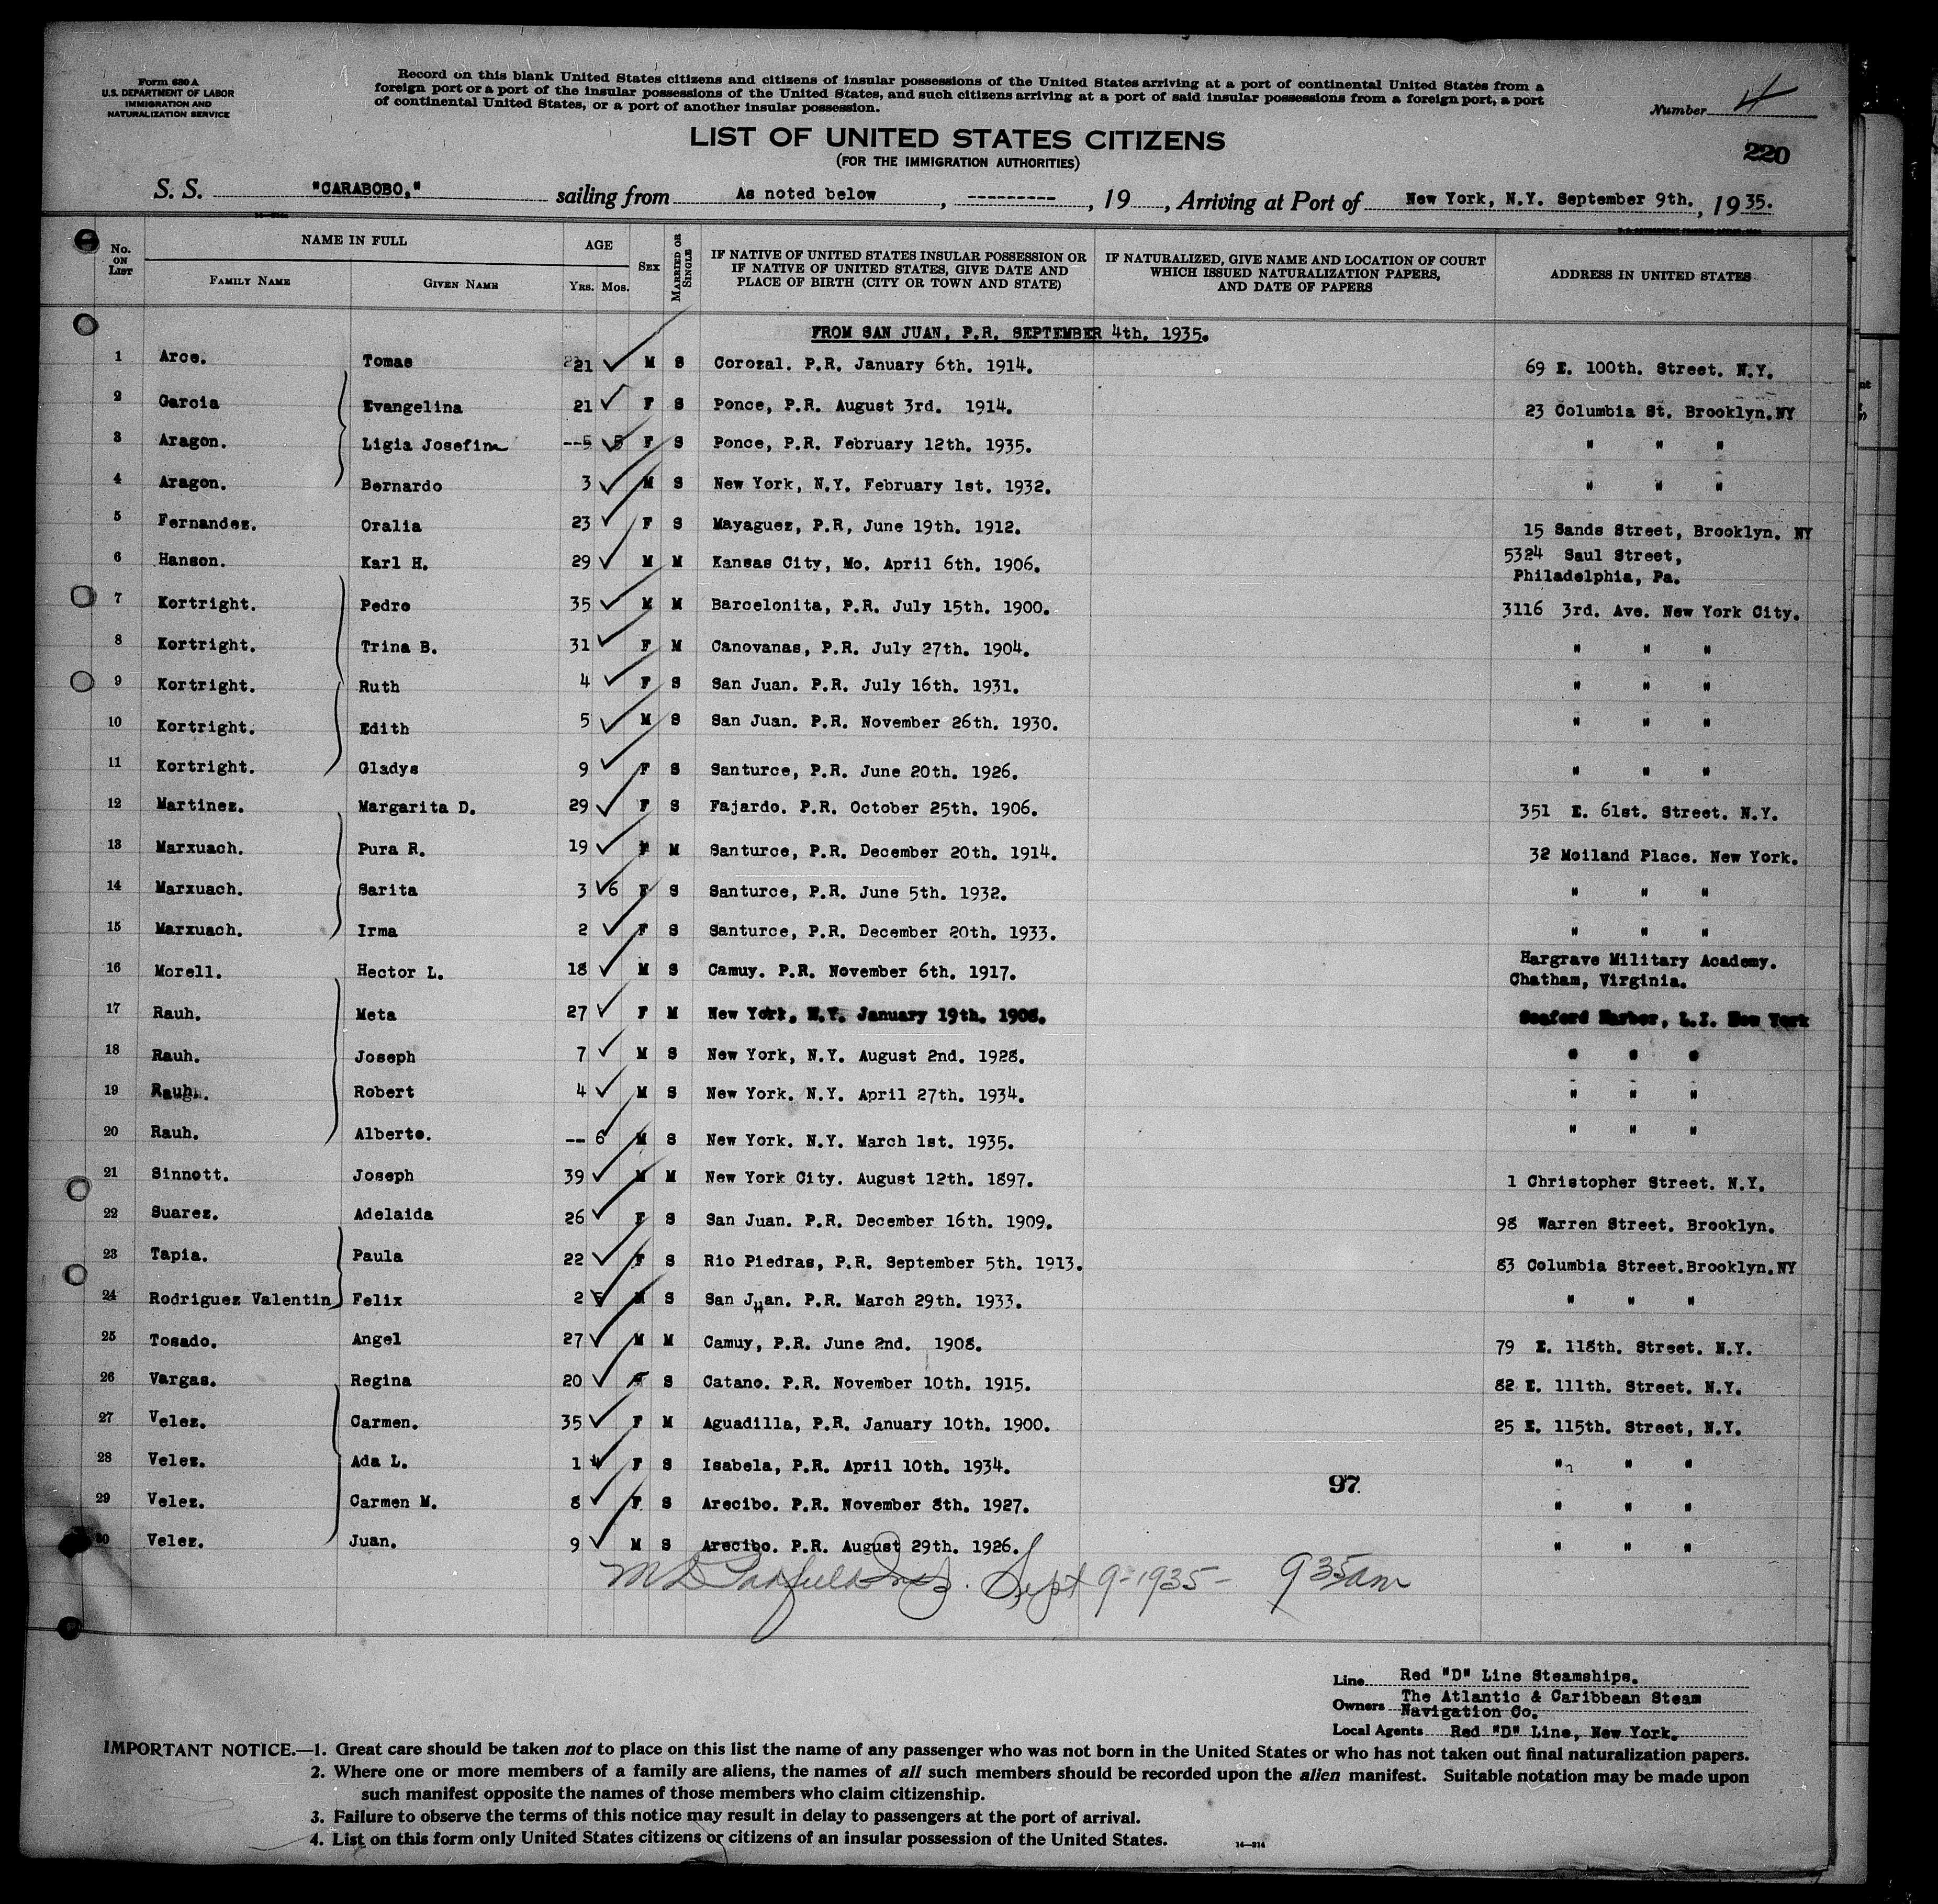 Form 630 A
U.S. DEPARTMENT OF LABOR
IMMIGRATION AND
NATURALIZATION SERVICE
Record on this blank United States citizens and citizens of insular possessions of the United States arriving at a port of continental United States from a
foreign port or a port of the insular possessions of the United States, and such citizens arriving at a port of said insular possessions from a foreign port, a port
of continental United States, or a port of another insular possession.
Number 4
LIST OF UNITED STATES CITIZENS
(FOR THE IMMIGRATION AUTHORITIES)
220
S. S. "CARABOBO," sailing from As noted below, ---------, 19 , Arriving at Port of New York, N.Y. September 9th., 1935.
No. ON LIST NAME IN FULL AGE SEX MARRIED OR SINGLE IF NATIVE OF UNITED STATES INSULAR POSSESSION OR IF NATIVE OF UNITED STATES, GIVE DATE AND PLACE OF BIRTH (CITY OR TOWN AND STATE) IF NATURALIZED, GIVE NAME AND LOCATION OF COURT WHICH ISSUED NATURALIZATION PAPERS, AND DATE OF PAPERS ADDRESS IN UNITED STATES
FAMILY NAME GIVEN NAME YRS. MOS.
FROM SAN JUAN, P.R. SEPTEMBER 4th. 1935.
1 Arce. Tomas 21 M S Corozal. P.R. January 6th. 1914. 69 E. 100th. Street. N.Y.
2 Garcia Evangelina 21 F S Ponce, P.R. August 3rd. 1914. 23 Columbia St. Brooklyn.NY
3 Aragon. Ligia Josefina --5 5 F S Ponce, P.R. February 12th. 1935. " " "
4 Aragon. Bernardo 3 M S New York, N.Y. February 1st. 1932. " " "
5 Fernandez. Oralia 23 F S Mayaguez, P.R, June 19th. 1912. 15 Sands Street, Brooklyn. NY
6 Hanson. Karl H. 29 M M Kansas City, Mo. April 6th. 1906. 5324 Saul Street,
Philadelphia, Pa.
7 Kortright. Pedro 35 M M Barcelonita, P.R. July 15th. 1900. 3116 3rd. Ave. New York City.
8 Kortright. Trina B. 31 F M Canovanas, P.R. July 27th. 1904. " " "
9 Kortright. Ruth 4 F S San Juan. P.R. July 16th. 1931. " " "
10 Kortright. Edith 5 M S San Juan. P.R. November 26th. 1930. " " "
11 Kortright. Gladys 9 F S Santurce, P.R. June 20th. 1926. " " "
12 Martinez. Margarita D. 29 F S Fajardo. P.R. October 25th. 1906. 351 E. 61st. Street. N.Y.
13 Marxuach. Pura R. 19 M Santurce, P.R. December 20th. 1914. 32 Moiland Place. New York.
14 Marxuach. Sarita 3 6 F S Santurce, P.R. June 5th. 1932. " " "
15 Marxuach. Irma 2 F S Santurce, P.R. December 20th. 1933. " " "
16 Morell. Hector L. 18 M S Camuy. P.R. November 6th. 1917. Hargrave Military Academy.
Chatham, Virginia.
17 Rauh. Meta 27 F M New York, N.Y. January 19th. 1908. Seaford Harbor, L.I. New York
18 Rauh. Joseph 7 M S New York, N.Y. August 2nd. 1928. " " "
19 Rauh. Robert 4 M S New York. N.Y. April 27th. 1934. " " "
20 Rauh. Alberto. -- 6 M S New York. N.Y. March 1st. 1935. " " "
21 Sinnott. Joseph 39 M M New York City. August 12th. 1897. 1 Christopher Street. N.Y.
22 Suarez. Adelaida 26 F S San Juan. P.R. December 16th. 1909. 98 Warren Street. Brooklyn.
23 Tapia. Paula 22 F S Rio Piedras, P.R. September 5th. 1913. 83 Columbia Street.Brooklyn.NY
24 Rodriguez Valentin Felix 2 5 M S San Juan. P.R. March 29th. 1933. " " "
25 Tosado. Angel 27 M M Camuy, P.R. June 2nd. 1908. 79 E. 118th. Street. N.Y.
26 Vargas. Regina 20 F S Catano. P.R. November 10th. 1915. 82 E. 111th. Street. N.Y.
27 Velez. Carmen. 35 F M Aguadilla, P.R. January 10th. 1900. 25 E. 115th. Street, N.Y.
28 Velez. Ada L. 1 4 F S Isabela, P.R. April 10th. 1934. " " "
97
29 Velez. Carmen M. 8 F S Arecibo. P.R. November 8th. 1927. " " "
30 Velez. Juan. 9 M S Arecibo. P.R. August 29th. 1926. " " "
Sept 9-1935- 9 35am
Line Red "D" Line Steamships.
Owners The Atlantic & Caribbean Steam
Navigation Co.
Local Agents Red "D" Line, New York.
IMPORTANT NOTICE.—1. Great care should be taken not to place on this list the name of any passenger who was not born in the United States or who has not taken out final naturalization papers.
2. Where one or more members of a family are aliens, the names of all such members should be recorded upon the alien manifest. Suitable notation may be made upon
such manifest opposite the names of those members who claim citizenship.
3. Failure to observe the terms of this notice may result in delay to passengers at the port of arrival.
4. List on this form only United States citizens or citizens of an insular possession of the United States.
14—314